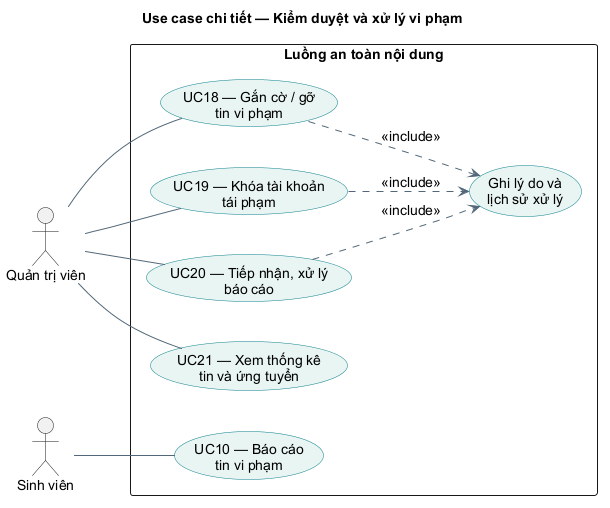 Use case chi tiết — Kiểm duyệt và xử lý vi phạm
Luồng an toàn nội dung
UC18 — Gắn cờ / gỡ
tin vi phạm
«include»
UC19 — Khóa tài khoản
tái phạm
«include»
Ghi lý do và
lịch sử xử lý
«include»
Quản trị viên
UC20 — Tiếp nhận, xử lý
báo cáo
UC21 — Xem thống kê
tin và ứng tuyển
UC10 — Báo cáo
tin vi phạm
Sinh viên